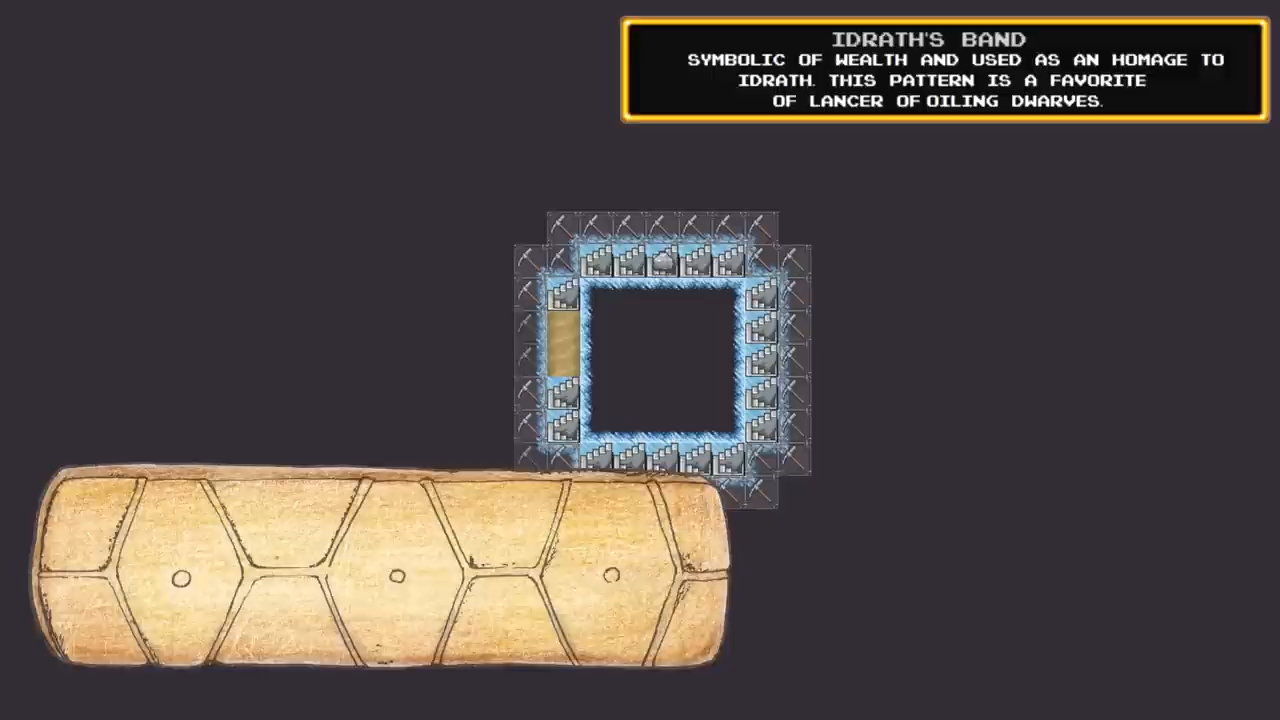 IDRATH'S BAND
SYMBOLIC OF WEALTH AND USED AS AN HOMAGE TO
IDRATH. THIS PATTERN IS A FAVORITE
OF LANCER OF OILING DWARVES.